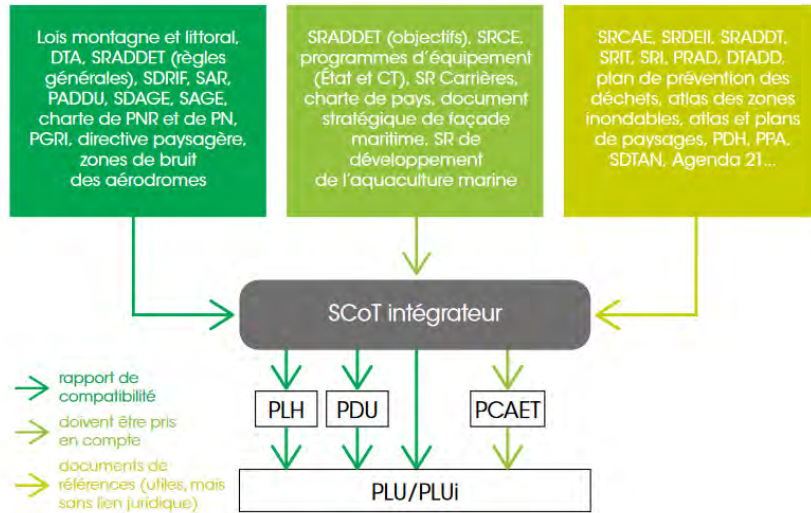 Lois montagne et littoral,
DTA, SRADDET (règles
générales), SDRIF, SAR,
PADDU, SDAGE, SAGE,
charte de PNR et de PN,
PGRI, directive paysagère,
zones de bruit
des aérodromes
SRADDET (objectifs), SRCE,
programmes d'équipement
(État et CT), SR Carrières,
charte de pays, document
stratégique de façade
maritime. SR de
développement
de l'aquaculture marine
SRCAE, SRDEII, SRADDT,
SRIT, SRI, PRAD, DTADD,
plan de prévention des
déchets, atlas des zones
inondables, atlas et plans
de paysages, PDH, PPA,
SDTAN, Agenda 21...
SCoT intégrateur
rapport de
compatibilité
doivent être pris
en compte
documents de
références (utiles, mais
sans lien juridique)
PLH
PDU
PCAET
PLU/PLUi